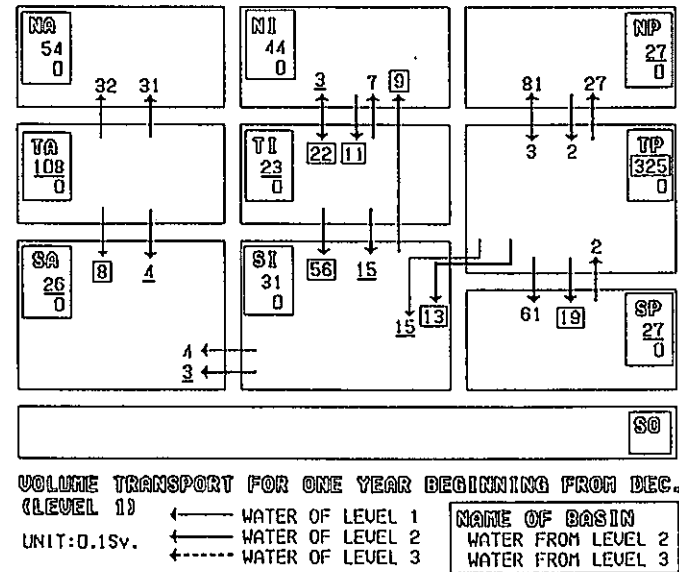 NA
54
0
NI
44
0
NP
27
0
32 31
3 7 9
81 27
TA
108
0
TI
23
0
22 11
3 2
TP
325
0
SA
26
0
8 4
SI
31
0
56 15
15 13
2
61 19
SP
27
0
4
3
SO
VOLUME TRANSPORT FOR ONE YEAR BEGINNING FROM DEC.
(LEVEL 1)
UNIT:0.1Sv.
WATER OF LEVEL 1
WATER OF LEVEL 2
WATER OF LEVEL 3
NAME OF BASIN
WATER FROM LEVEL 2
WATER FROM LEVEL 3